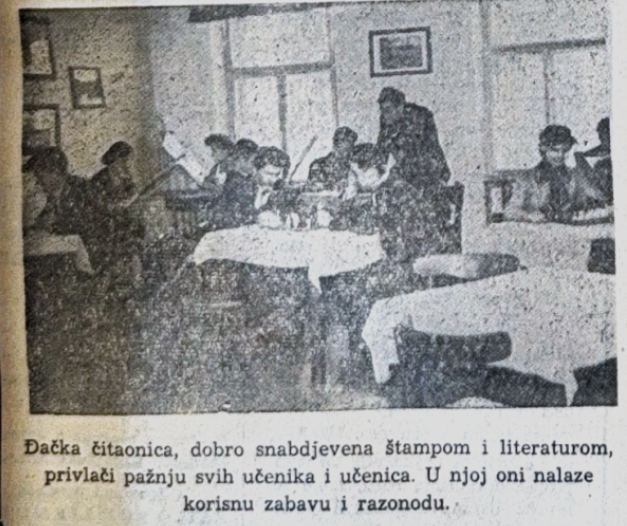 Đačka čitaonica, dobro snabdjevena štampom i literaturom,
privlači pažnju svih učenika i učenica. U njoj oni nalaze
korisnu zabavu i razonodu.